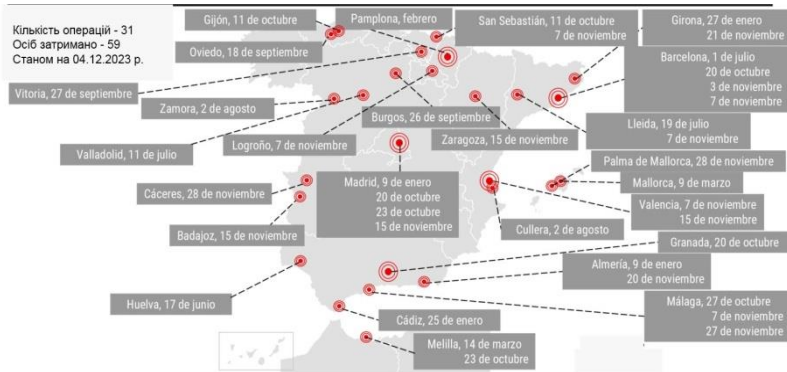 Кількість операцій - 31
Осіб затримано - 59
Станом на 04.12.2023 р.
Gijón, 11 de octubre
Pamplona, febrero
San Sebastián, 11 de octubre
7 de noviembre
Girona, 27 de enero
21 de noviembre
Oviedo, 18 de septiembre
Barcelona, 1 de julio
20 de octubre
3 de noviembre
7 de noviembre
Vitoria, 27 de septiembre
Zamora, 2 de agosto
Burgos, 26 de septiembre
Lleida, 19 de julio
7 de noviembre
Valladolid, 11 de julio
Logroño, 7 de noviembre
Zaragoza, 15 de noviembre
Palma de Mallorca, 28 de noviembre
Cáceres, 28 de noviembre
Madrid, 9 de enero
20 de octubre
23 de octubre
15 de noviembre
Mallorca, 9 de marzo
Valencia, 7 de noviembre
15 de noviembre
Badajoz, 15 de noviembre
Cullera, 2 de agosto
Granada, 20 de octubre
Almería, 9 de enero
20 de noviembre
Huelva, 17 de junio
Málaga, 27 de octubre
7 de noviembre
27 de noviembre
Cádiz, 25 de enero
Melilla, 14 de marzo
23 de octubre